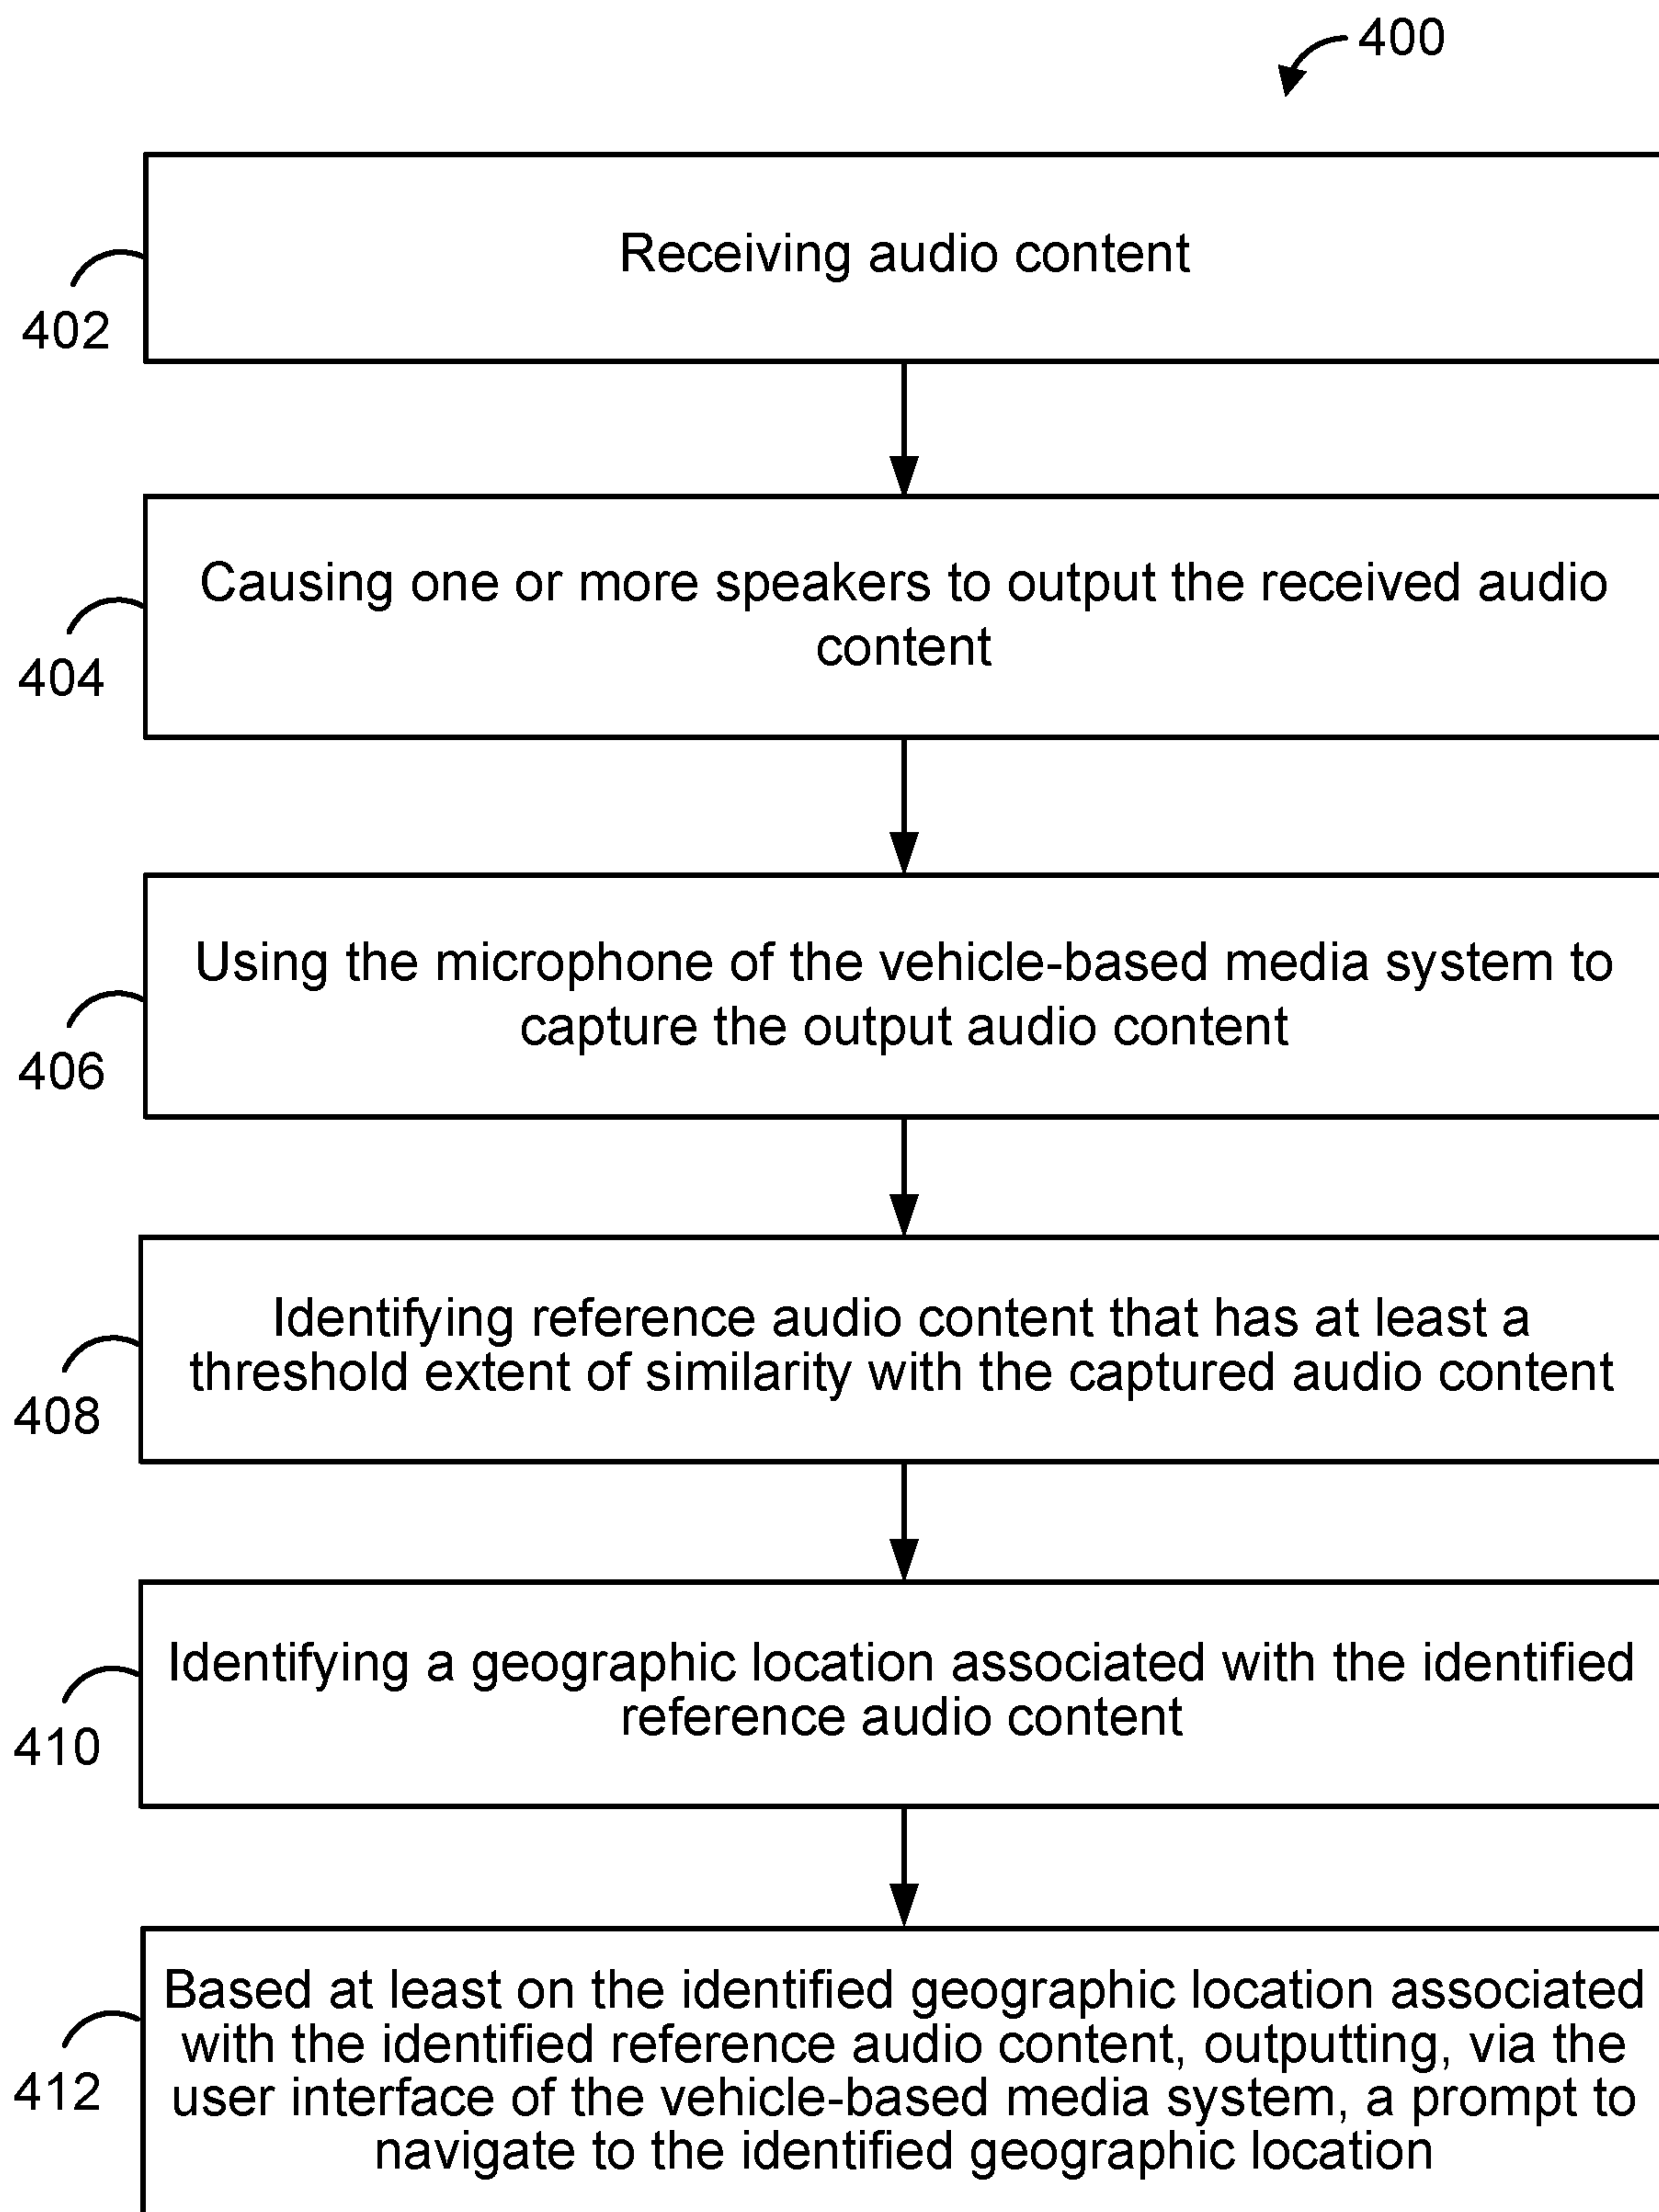 400
Receiving audio content
402
Causing one or more speakers to output the received audio
content
404
Using the microphone of the vehicle-based media system to
capture the output audio content
406
Identifying reference audio content that has at least a
threshold extent of similarity with the captured audio content
408
Identifying a geographic location associated with the identified
reference audio content
410
Based at least on the identified geographic location associated
with the identified reference audio content, outputting, via the
user interface of the vehicle-based media system, a prompt to
navigate to the identified geographic location
412